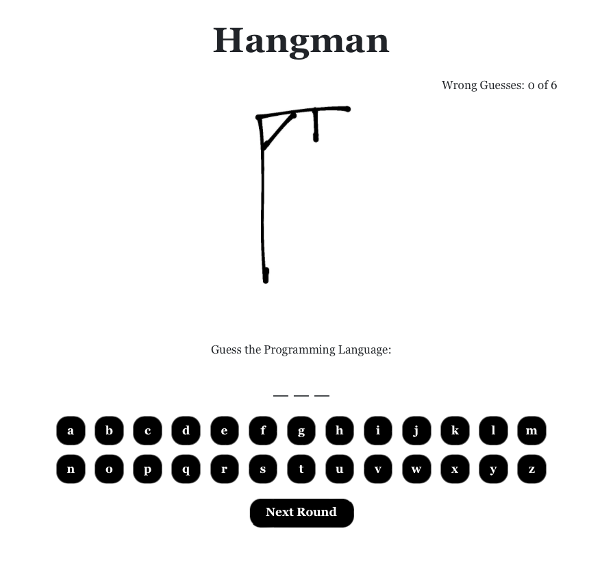 Hangman
Wrong Guesses: 0 of 6
Guess the Programming Language:
_ _ _
a b c d e f g h i j k l m
n o p q r s t u v w x y z
Next Round